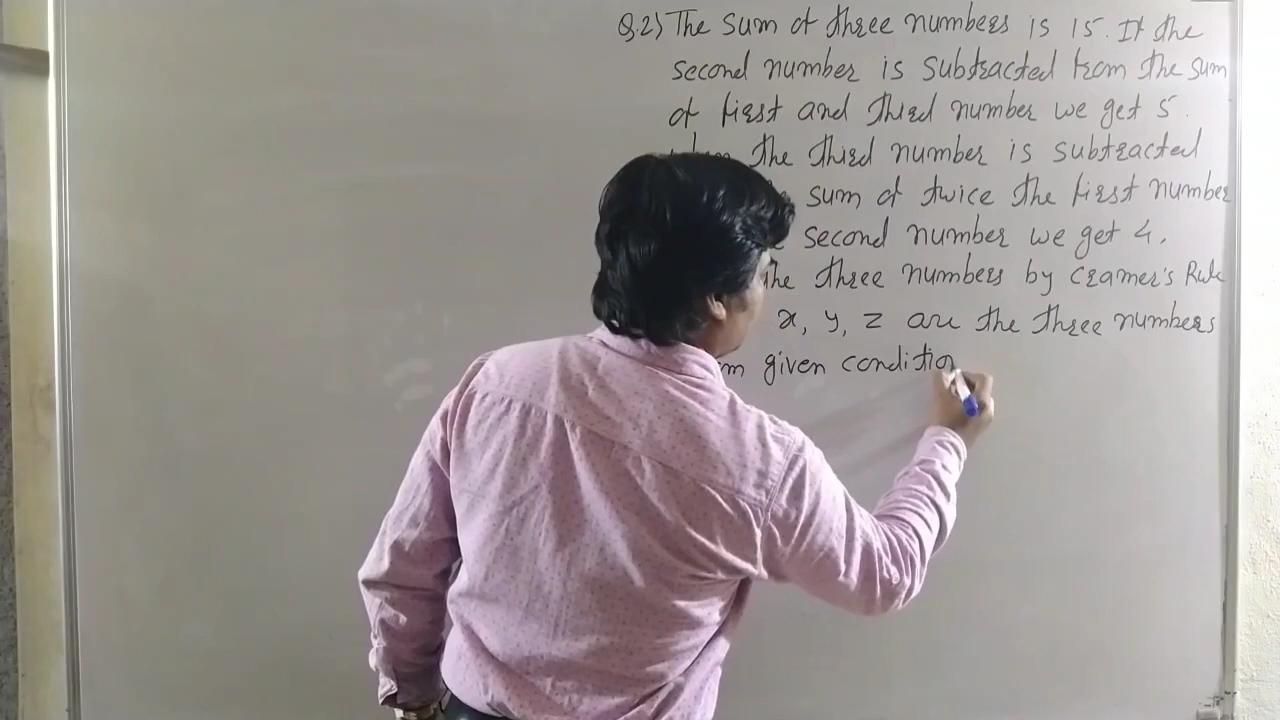 Q.2) The sum of three numbers is 15. If the
second number is subtracted from the sum
of first and third number we get 5.
the third number is subtracted
sum of twice the first number
second number we get 4.
the three numbers by Cramer's Rule
x, y, z are the three numbers
given condition